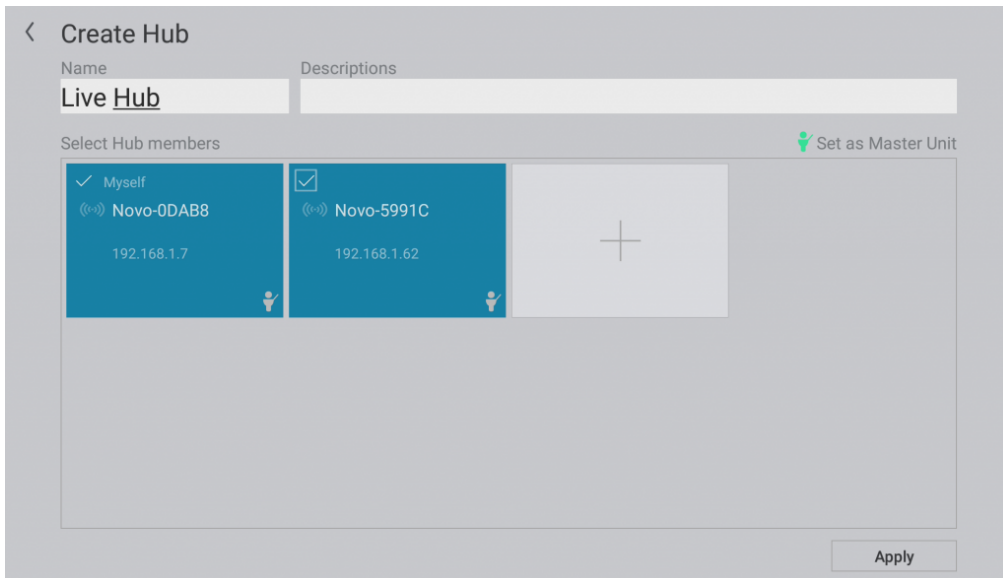 Create Hub
Name Descriptions
Live Hub
Select Hub members Set as Master Unit
Myself
Novo-0DAB8 Novo-5991C
192.168.1.7 192.168.1.62
Apply